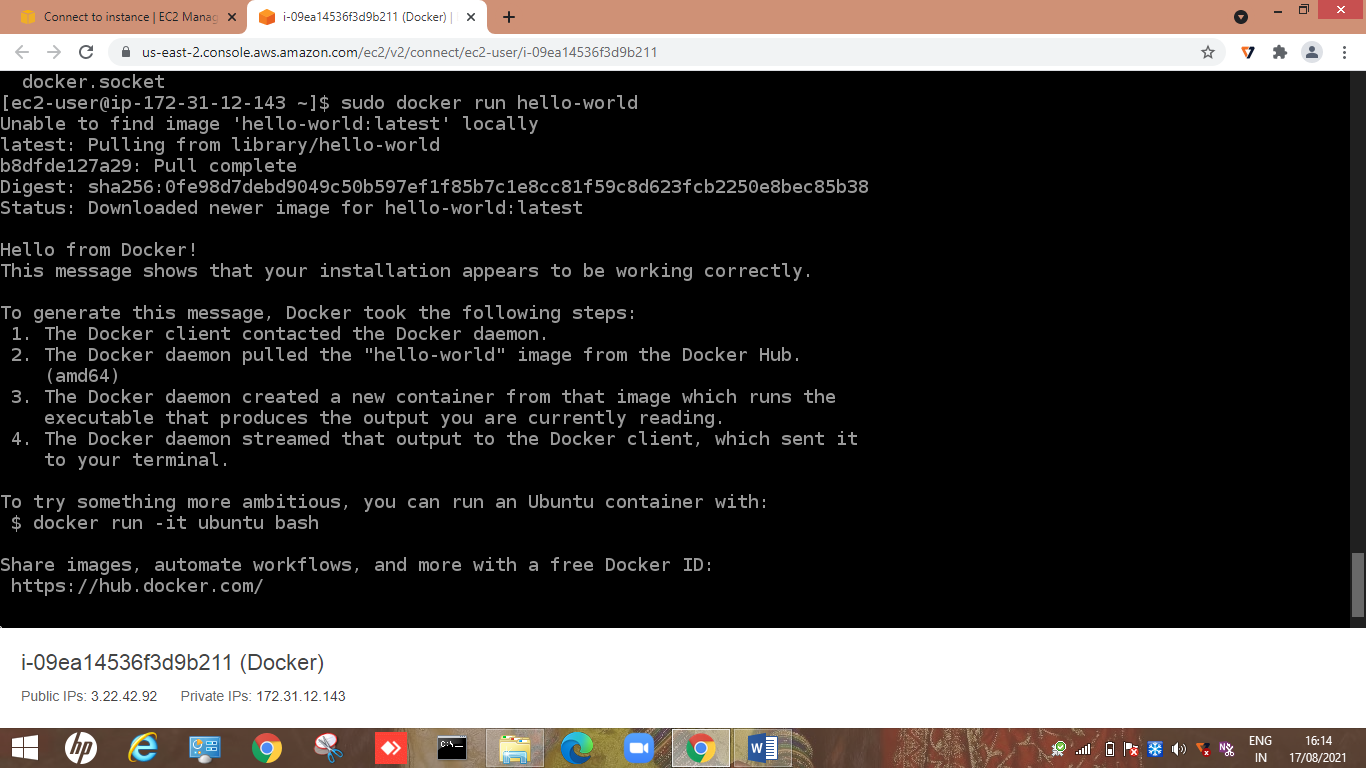 Connect to instance | EC2 Manag
i-09ea14536f3d9b211 (Docker) |
us-east-2.console.aws.amazon.com/ec2/v2/connect/ec2-user/i-09ea14536f3d9b211
docker.socket
[ec2-user@ip-172-31-12-143 ~]$ sudo docker run hello-world
Unable to find image 'hello-world:latest' locally
latest: Pulling from library/hello-world
b8dfde127a29: Pull complete
Digest: sha256:0fe98d7debd9049c50b597ef1f85b7c1e8cc81f59c8d623fcb2250e8bec85b38
Status: Downloaded newer image for hello-world:latest
Hello from Docker!
This message shows that your installation appears to be working correctly.
To generate this message, Docker took the following steps:
1. The Docker client contacted the Docker daemon.
2. The Docker daemon pulled the "hello-world" image from the Docker Hub.
(amd64)
3. The Docker daemon created a new container from that image which runs the
executable that produces the output you are currently reading.
4. The Docker daemon streamed that output to the Docker client, which sent it
to your terminal.
To try something more ambitious, you can run an Ubuntu container with:
$ docker run -it ubuntu bash
Share images, automate workflows, and more with a free Docker ID:
https://hub.docker.com/
i-09ea14536f3d9b211 (Docker)
Public IPs: 3.22.42.92 Private IPs: 172.31.12.143
hp
C:\
W
ENG
IN
16:14
17/08/2021